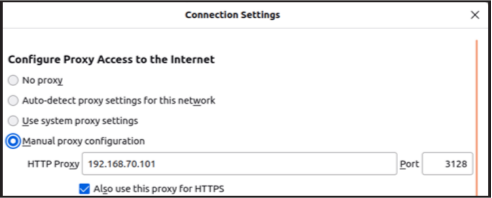 Connection Settings
Configure Proxy Access to the Internet
No proxy
Auto-detect proxy settings for this network
Use system proxy settings
Manual proxy configuration
HTTP Proxy 192.168.70.101 Port 3128
Also use this proxy for HTTPS